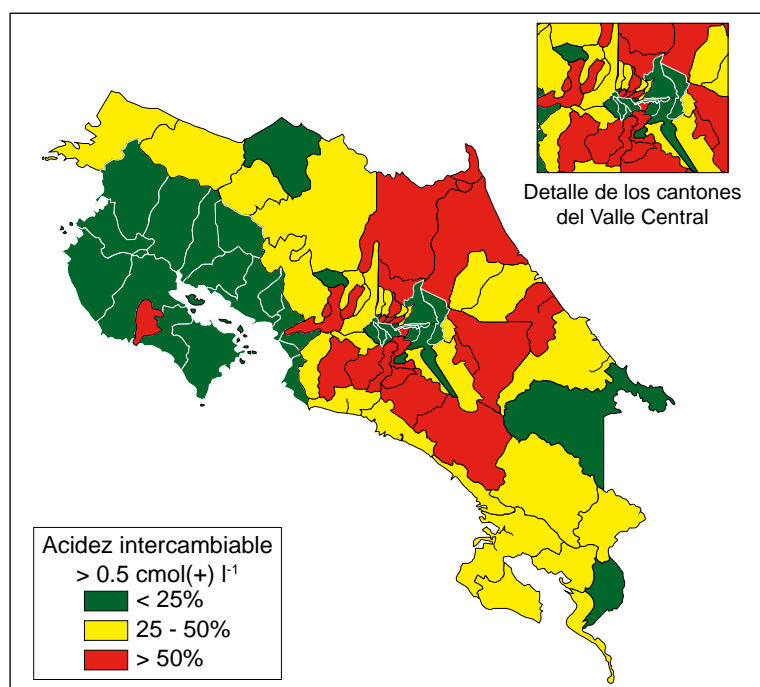 Detalle de los cantones
del Valle Central
Acidez intercambiable
> 0.5 cmol(+) l-1
< 25%
25 - 50%
> 50%